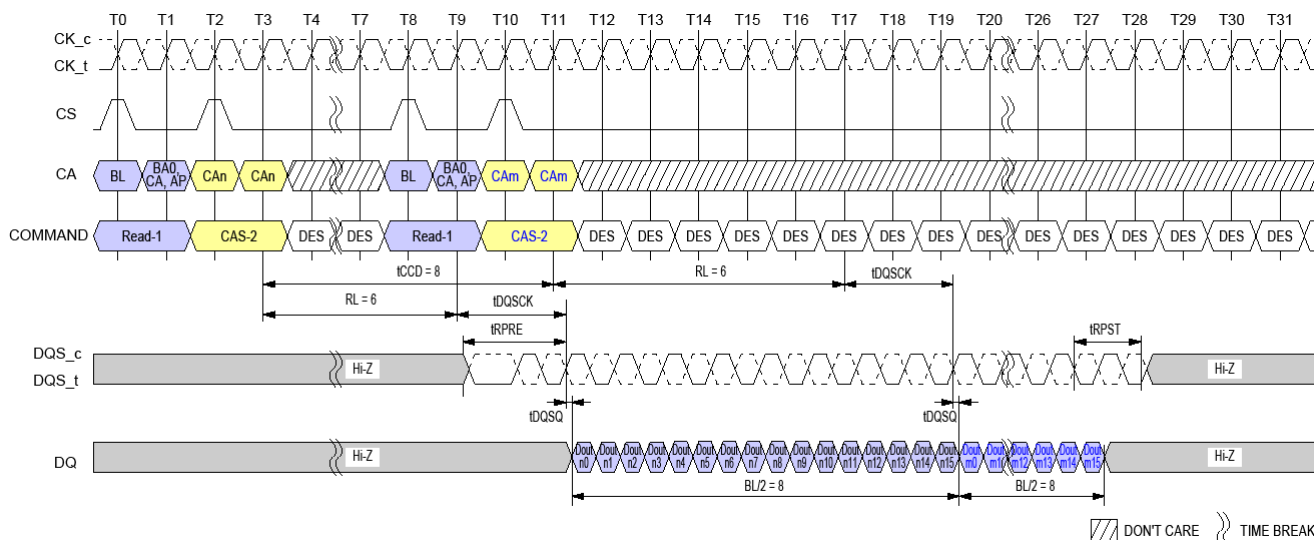 T0 T1 T2 T3 T4 T7 T8 T9 T10 T11 T12 T13 T14 T15 T16 T17 T18 T19 T20 T26 T27 T28 T29 T30 T31
CK_c
CK_t
CS
CA BL BA0, CA, AP CAn CAn BL BA0, CA, AP CAm CAm
COMMAND Read-1 CAS-2 DES DES Read-1 CAS-2 DES DES DES DES DES DES DES DES DES DES DES DES DES DES DES
tCCD = 8 RL = 6 tDQSCK
RL = 6 tDQSCK
tRPRE tRPST
DQS_c
DQS_t
Hi-Z Hi-Z
tDQSQ tDQSQ
DQ Hi-Z Dout n0 Dout n1 Dout n2 Dout n3 Dout n4 Dout n5 Dout n6 Dout n7 Dout n8 Dout n9 Dout n10 Dout n11 Dout n12 Dout n13 Dout n14 Dout n15 Dout m0 Dout m10 Dout m12 Dout m13 Dout m14 Dout m15 Hi-Z
BL/2 = 8 BL/2 = 8
DON'T CARE TIME BREAK